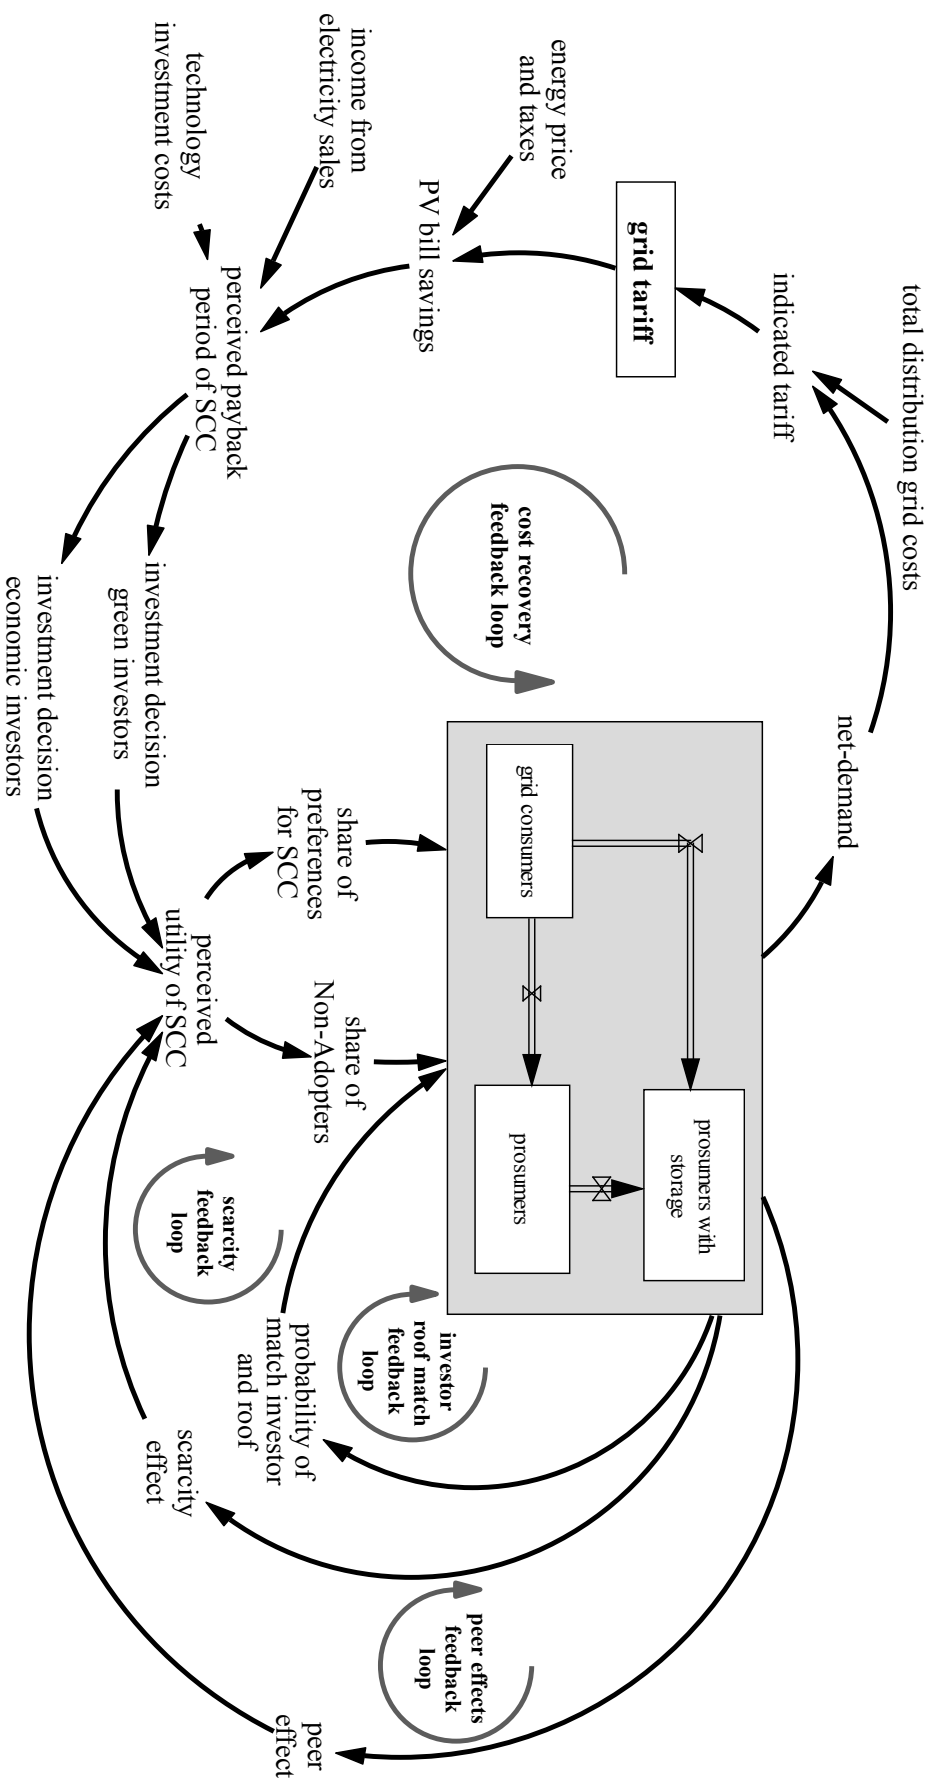 total distribution grid costs
indicated tariff
net-demand
grid tariff
energy price
and taxes
PV bill savings
income from
electricity sales
technology
investment costs
perceived payback
period of SCC
cost recovery
feedback loop
investment decision
green investors
investment decision
economic investors
grid consumers
prosumers with
storage
prosumers
share of
preferences
for SCC
share of
Non-Adopters
perceived
utility of SCC
investor
roof match
feedback
loop
scarcity
feedback
loop
probability of
match investor
and roof
scarcity
effect
peer effects
feedback
loop
peer
effect